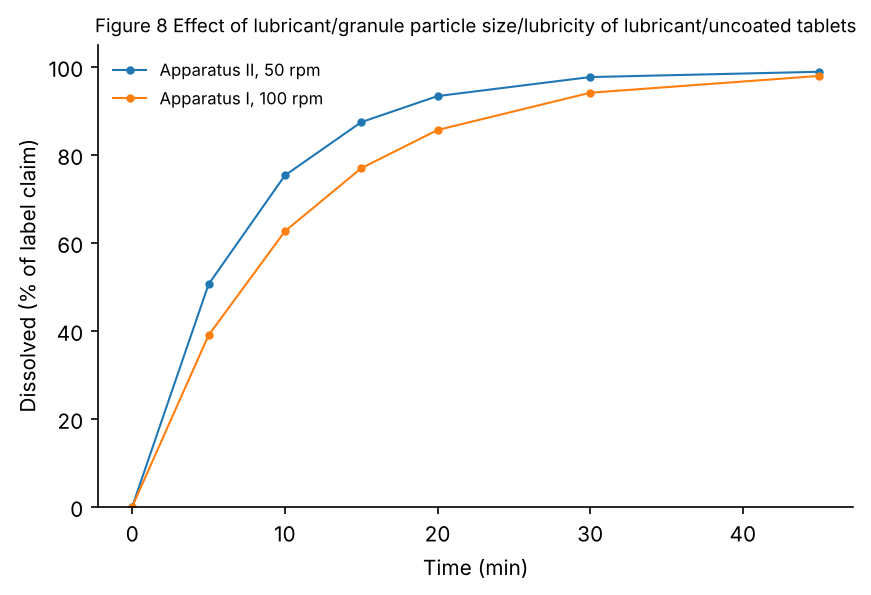 Figure 8 Effect of lubricant/granule particle size/lubricity of lubricant/uncoated tablets
Apparatus II, 50 rpm
Apparatus I, 100 rpm
Dissolved (% of label claim)
100
80
60
40
20
0
0 10 20 30 40
Time (min)